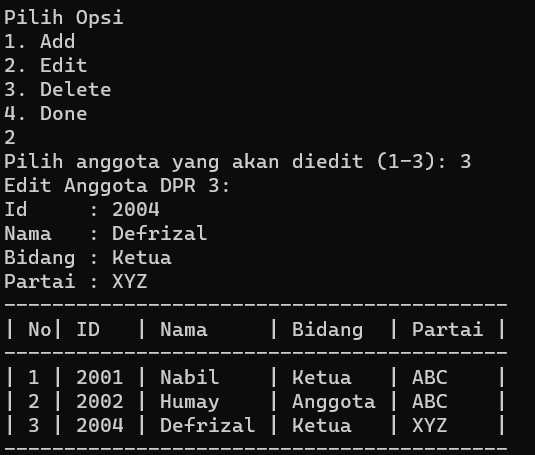 Pilih Opsi
1. Add
2. Edit
3. Delete
4. Done
2
Pilih anggota yang akan diedit (1-3): 3
Edit Anggota DPR 3:
Id     : 2004
Nama   : Defrizal
Bidang : Ketua
Partai : XYZ
------------------------------------------
| No| ID   | Nama     | Bidang  | Partai |
------------------------------------------
| 1 | 2001 | Nabil    | Ketua   | ABC    |
| 2 | 2002 | Humay    | Anggota | ABC    |
| 3 | 2004 | Defrizal | Ketua   | XYZ    |
------------------------------------------